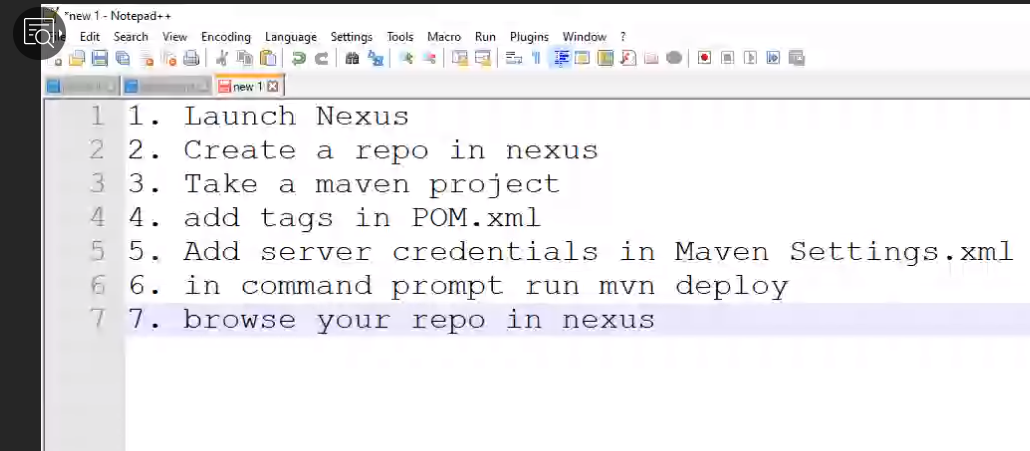 *new 1 - Notepad++
Edit Search View Encoding Language Settings Tools Macro Run Plugins Window ?
new 1
1 1. Launch Nexus
2 2. Create a repo in nexus
3 3. Take a maven project
4 4. add tags in POM.xml
5 5. Add server credentials in Maven Settings.xml
6 6. in command prompt run mvn deploy
7 7. browse your repo in nexus